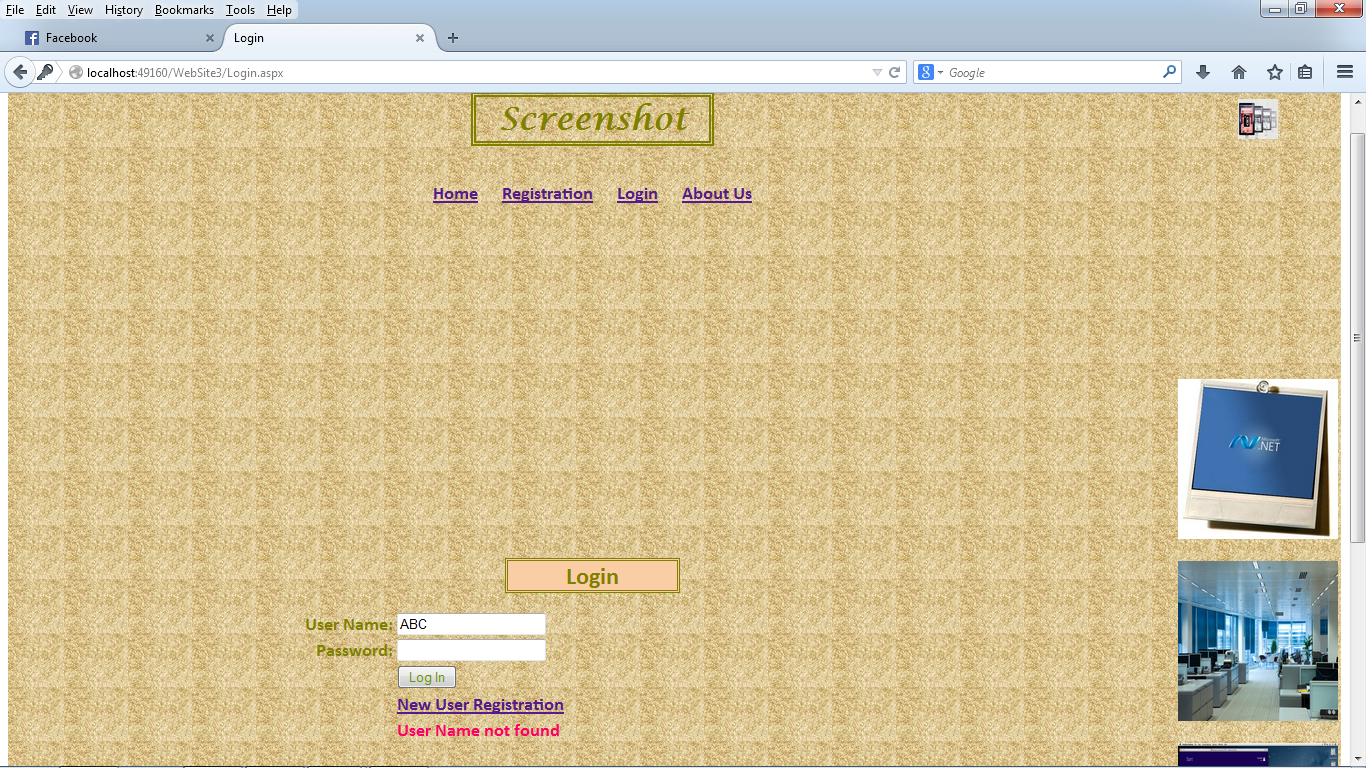 File Edit View History Bookmarks Tools Help
Facebook
Login
localhost:49160/WebSite3/Login.aspx
Google
Screenshot
Home Registration Login About Us
Microsoft
.NET
Login
User Name: ABC
Password:
Log In
New User Registration
User Name not found